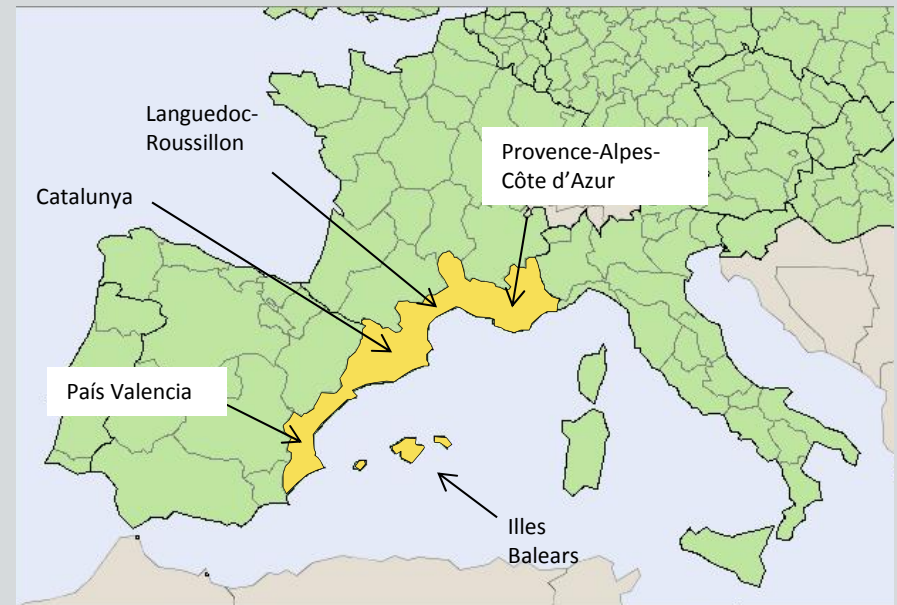 Languedoc-
Roussillon
Provence-Alpes-
Côte d’Azur
Catalunya
País Valencia
Illes
Balears